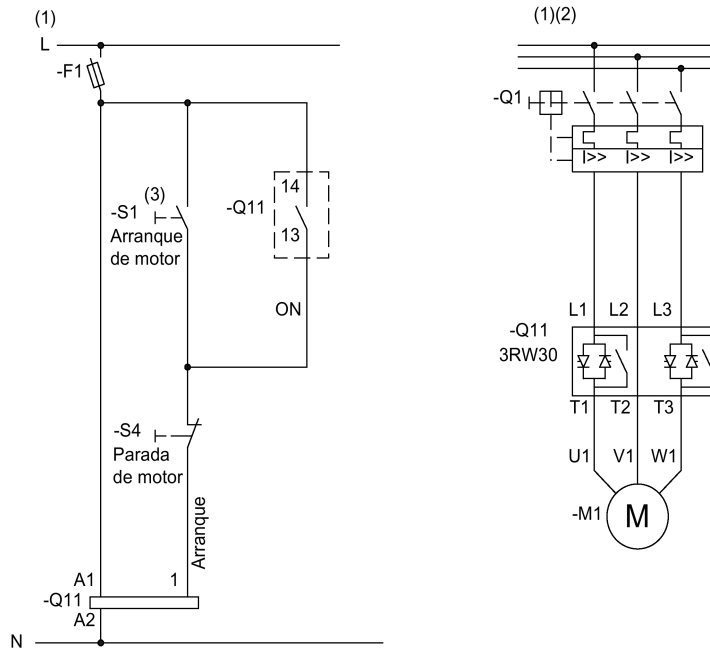 (1)
L
-F1
(3)
-S1
Arranque
de motor
-Q11
14
13
ON
-S4
Parada
de motor
Arranque
A1
1
-Q11
A2
N
(1)(2)
-Q1
I>>
I>>
I>>
L1
L2
L3
-Q11
3RW30
T1
T2
T3
U1
V1
W1
-M1
M